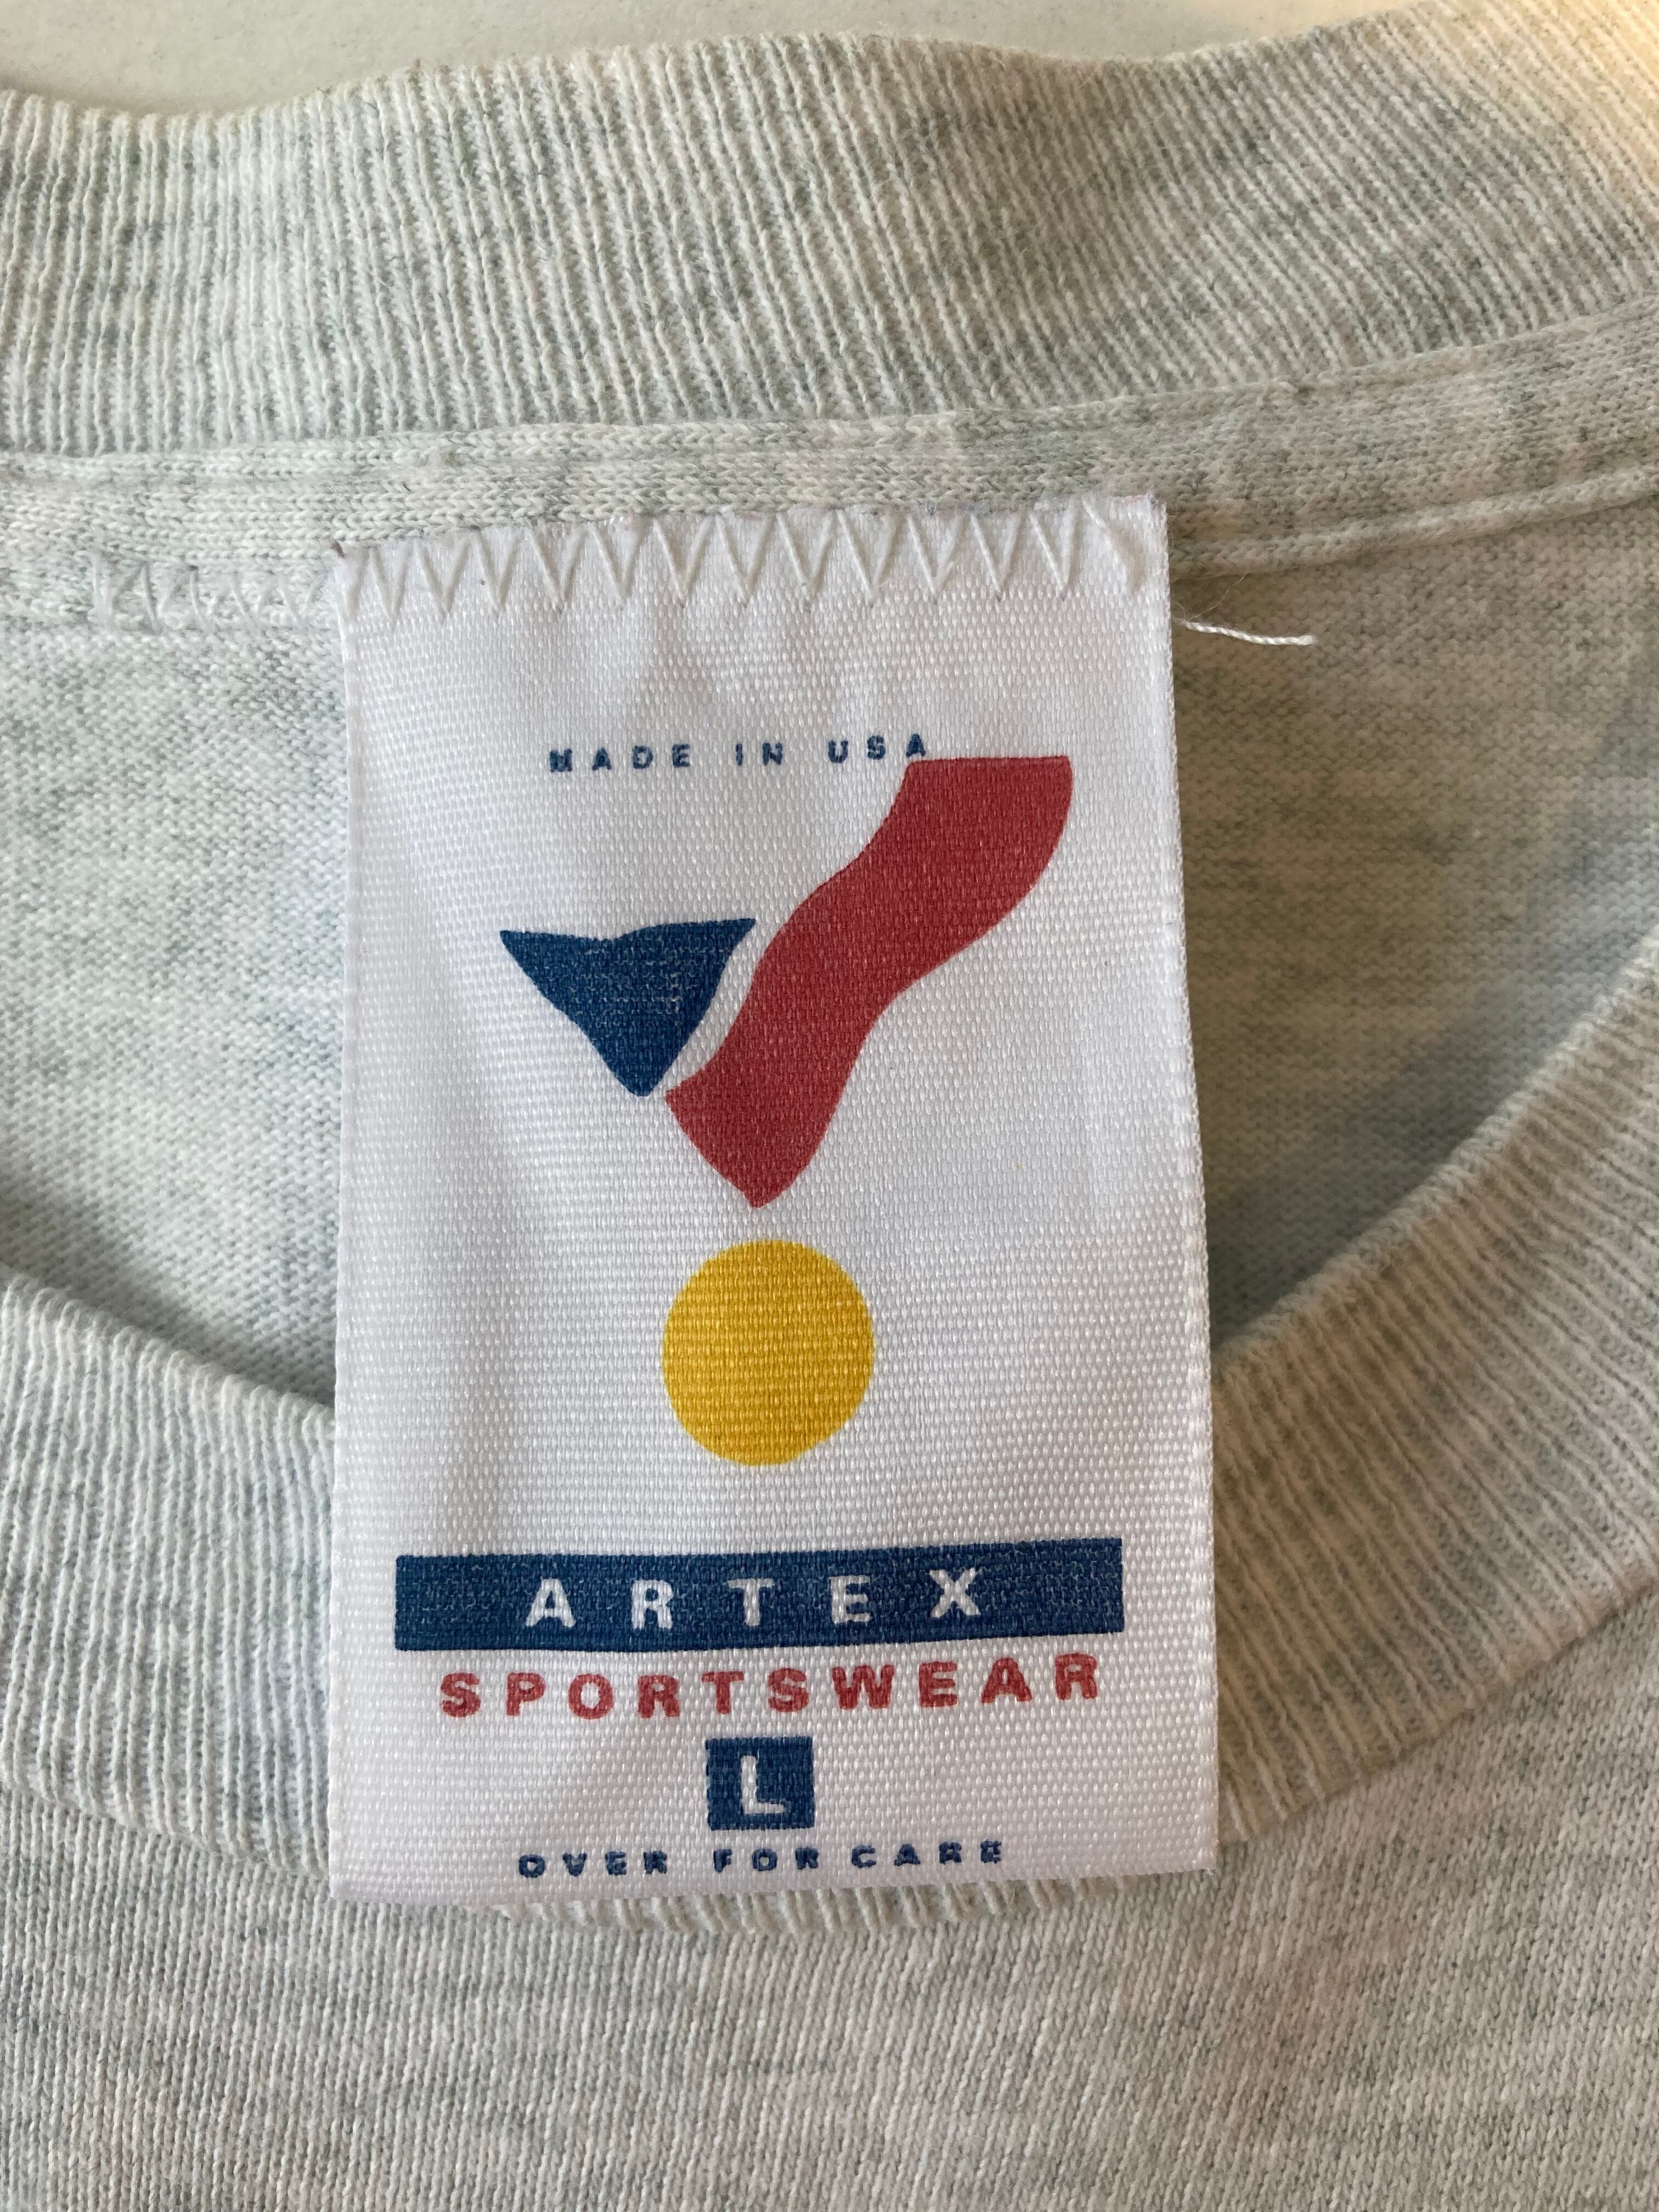 MADE IN USA
ARTEX
SPORTSWEAR
L
OVER FOR CARE